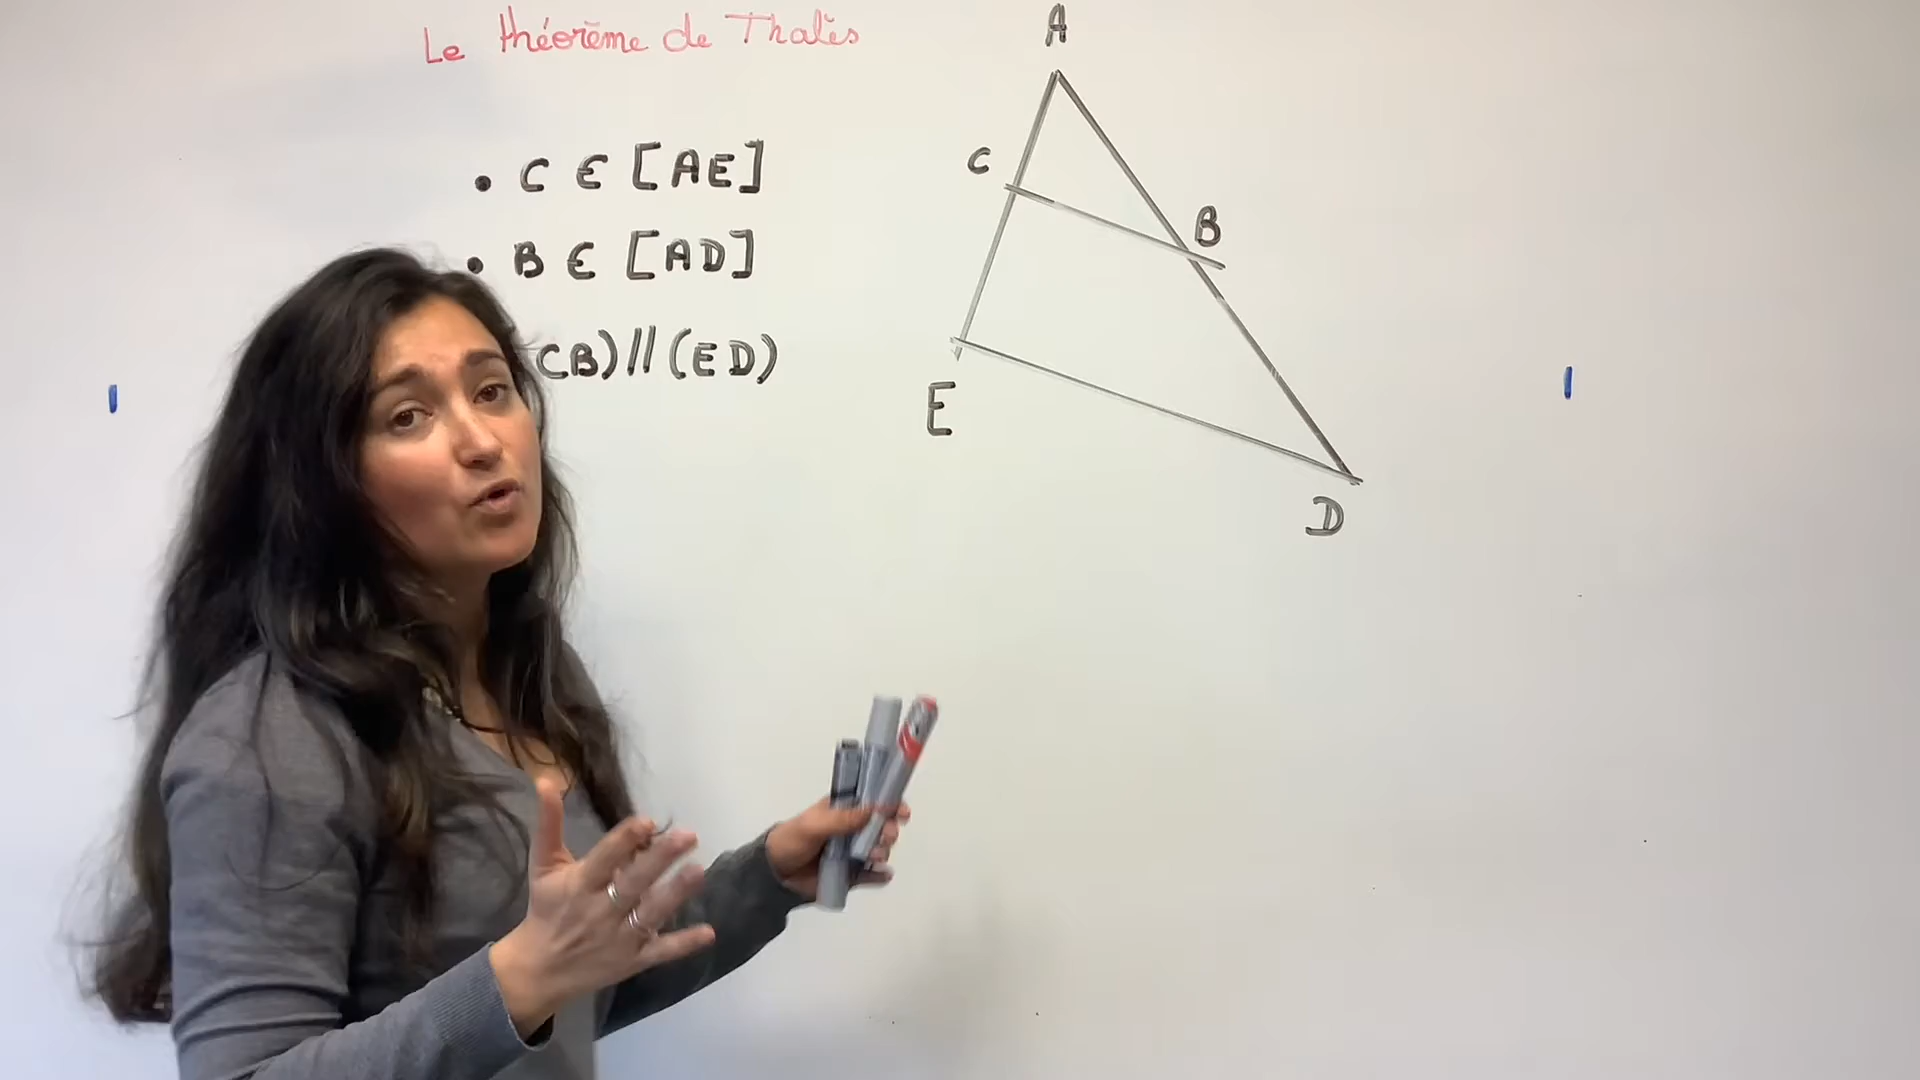 Le théorème de Thalès
• C ∈ [AE]
• B ∈ [AD]
CB) // (ED)
A
C
B
E
D